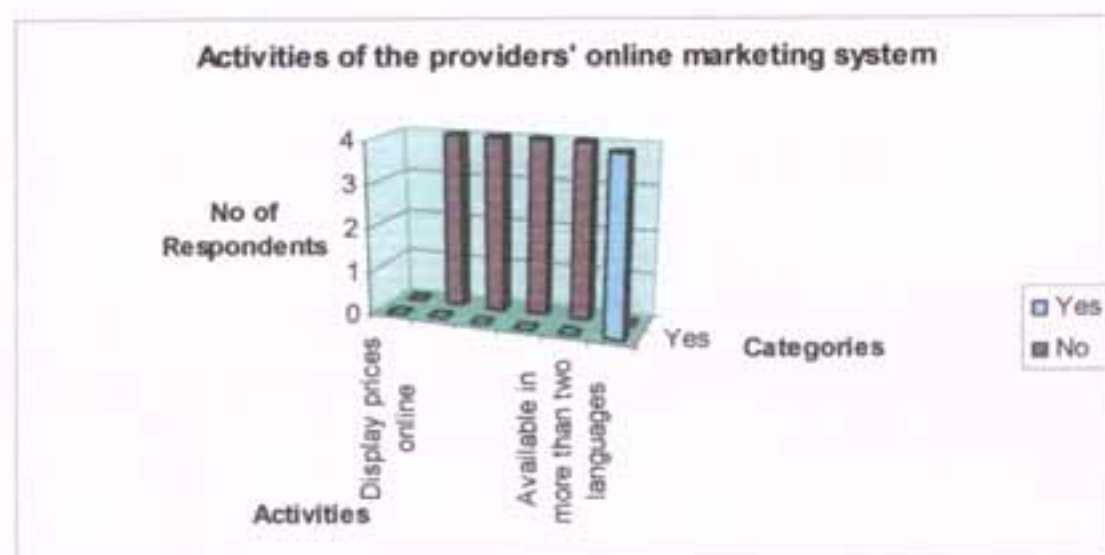 Activities of the providers' online marketing system
4
3
2
1
0
No of
Respondents
Yes
Categories
Display prices
online
Available in
more than two
languages
Activities
Yes
No